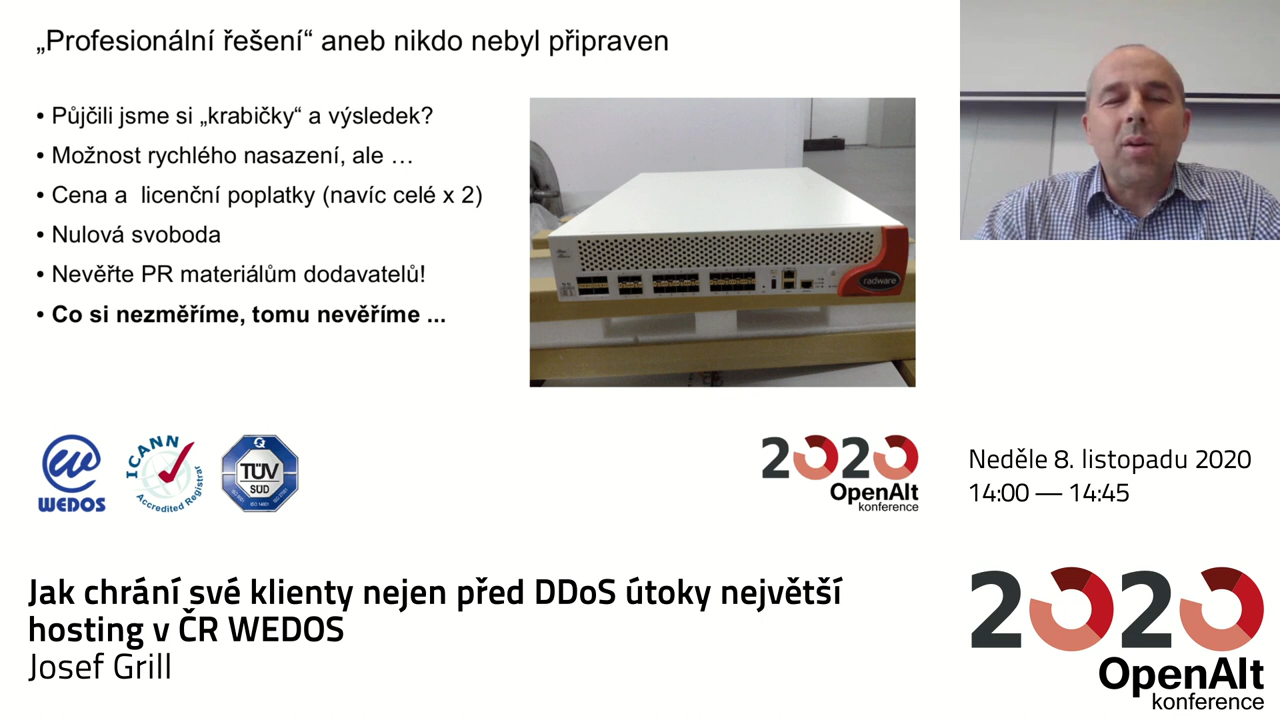 „Profesionální řešení“ aneb nikdo nebyl připraven
• Půjčili jsme si „krabičky“ a výsledek?
• Možnost rychlého nasazení, ale …
• Cena a licenční poplatky (navíc celé x 2)
• Nulová svoboda
• Nevěřte PR materiálům dodavatelů!
• Co si nezměříme, tomu nevěříme ...
radware
WEDOS
ICANN
Accredited Registrar
TÜV
SÜD
2020
OpenAlt
konference
Neděle 8. listopadu 2020
14:00 — 14:45
Jak chrání své klienty nejen před DDoS útoky největší
hosting v ČR WEDOS
Josef Grill
2020
OpenAlt
konference